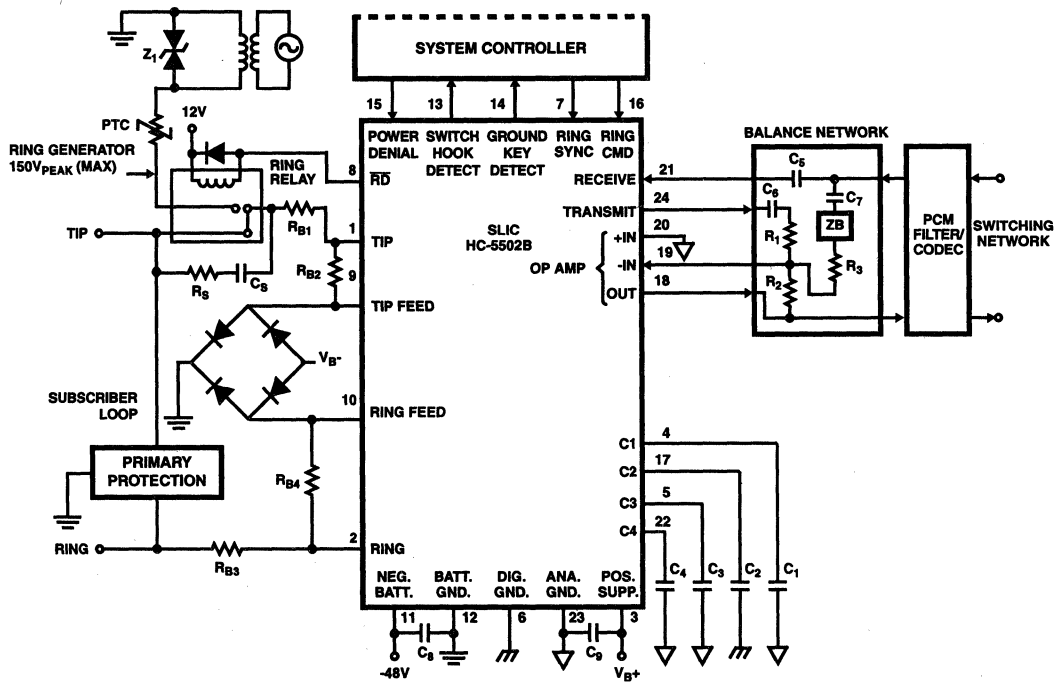 SYSTEM CONTROLLER
Z1
15
13
14
7
16
PTC
12V
RING GENERATOR
150VPEAK (MAX)
RING
RELAY
POWER
DENIAL
SWITCH
HOOK
DETECT
GROUND
KEY
DETECT
RING
SYNC
RING
CMD
BALANCE NETWORK
8
RD
RECEIVE
21
C5
C6
C7
TRANSMIT
24
ZB
PCM
FILTER/
CODEC
SWITCHING
NETWORK
TIP
RB1
1
TIP
SLIC
HC-5502B
+IN
20
R1
OP AMP
-IN
19
R3
RS
CS
RB2
9
OUT
18
R2
TIP FEED
VB-
SUBSCRIBER
LOOP
10
RING FEED
PRIMARY
PROTECTION
RB4
C1
4
C2
17
C3
5
C4
22
RING
RB3
2
RING
C4
C3
C2
C1
NEG.
BATT.
BATT.
GND.
DIG.
GND.
ANA.
GND.
POS.
SUPP.
11
12
6
23
3
C8
C9
-48V
VB+